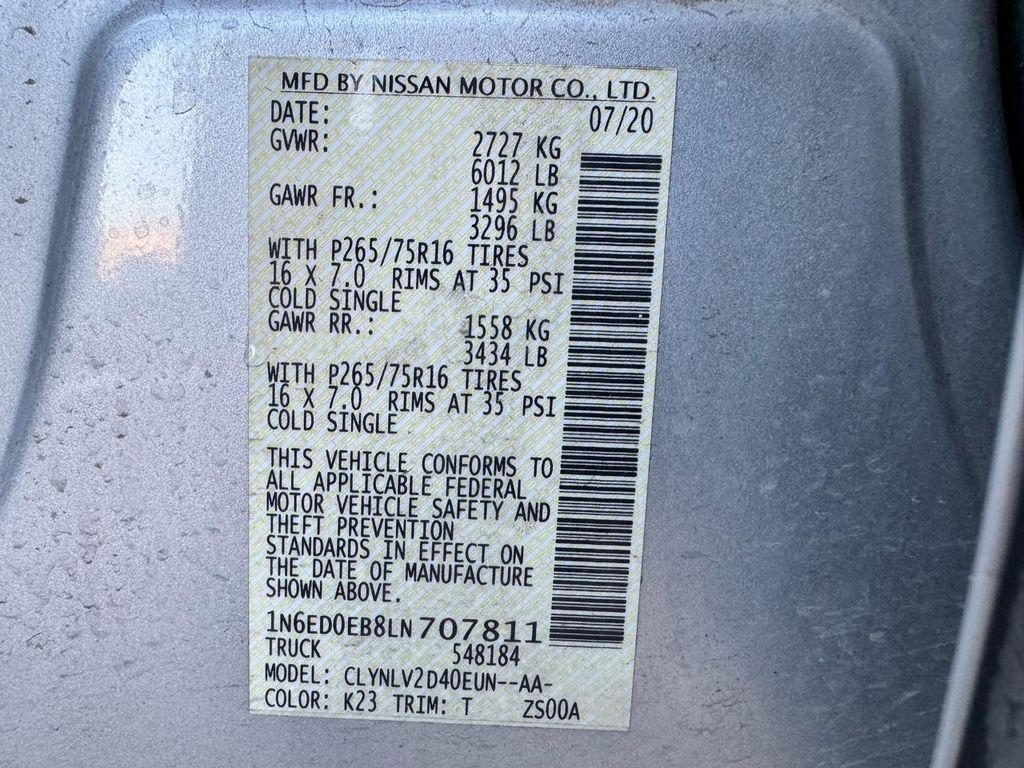 MFD BY NISSAN MOTOR CO., LTD.
DATE: 07/20
GVWR: 2727 KG
6012 LB
GAWR FR.: 1495 KG
3296 LB
WITH P265/75R16 TIRES
16 X 7.0 RIMS AT 35 PSI
COLD SINGLE
GAWR RR.: 1558 KG
3434 LB
WITH P265/75R16 TIRES
16 X 7.0 RIMS AT 35 PSI
COLD SINGLE
THIS VEHICLE CONFORMS TO
ALL APPLICABLE FEDERAL
MOTOR VEHICLE SAFETY AND
THEFT PREVENTION
STANDARDS IN EFFECT ON
THE DATE OF MANUFACTURE
SHOWN ABOVE.
1N6ED0EB8LN 707811
TRUCK 548184
MODEL: CLYNLV2D40EUN--AA-
COLOR: K23 TRIM: T ZS00A